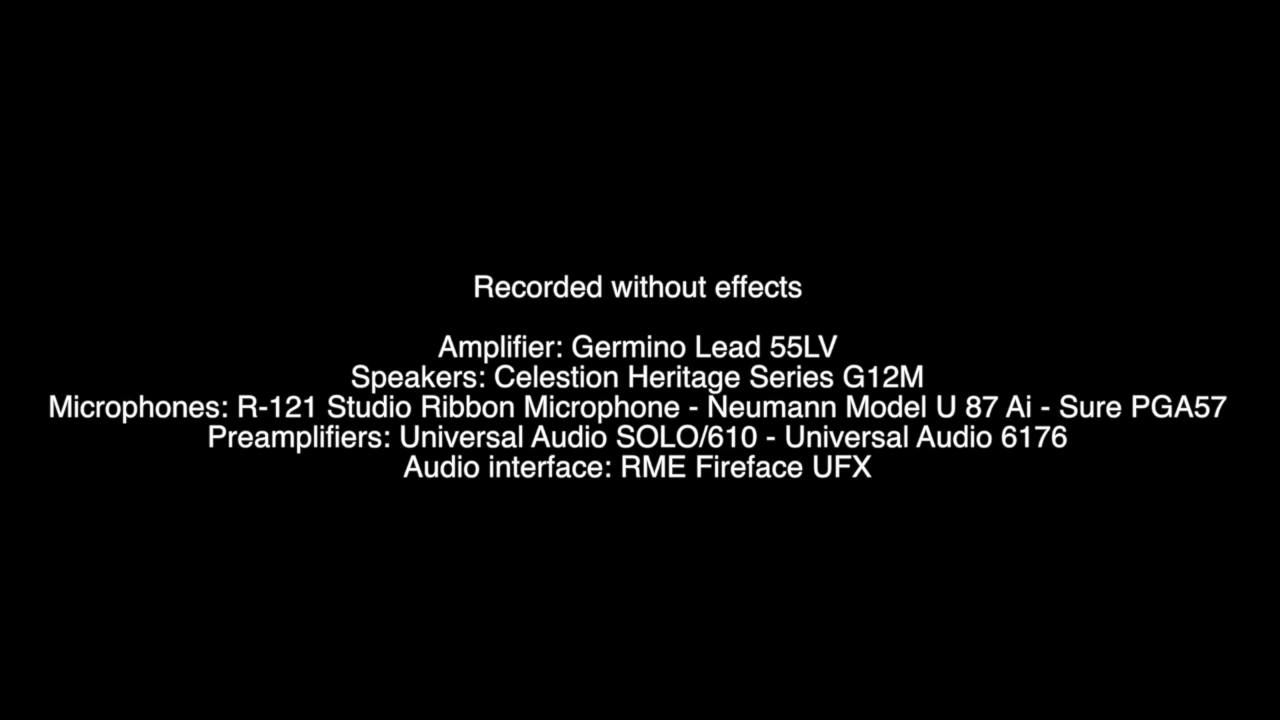 Recorded without effects
Amplifier: Germino Lead 55LV
Speakers: Celestion Heritage Series G12M
Microphones: R-121 Studio Ribbon Microphone - Neumann Model U 87 Ai - Sure PGA57
Preamplifiers: Universal Audio SOLO/610 - Universal Audio 6176
Audio interface: RME Fireface UFX